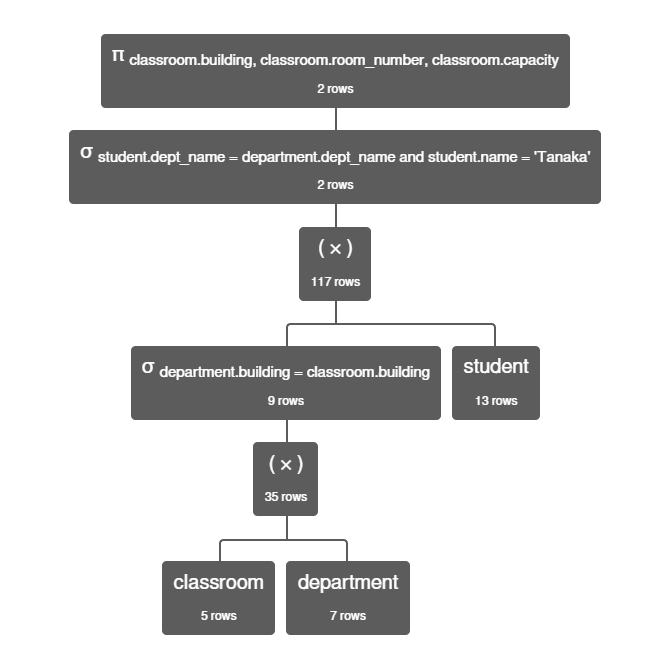 π classroom.building, classroom.room_number, classroom.capacity
2 rows
σ student.dept_name = department.dept_name and student.name = 'Tanaka'
2 rows
( × )
117 rows
σ department.building = classroom.building
9 rows
student
13 rows
( × )
35 rows
classroom
5 rows
department
7 rows